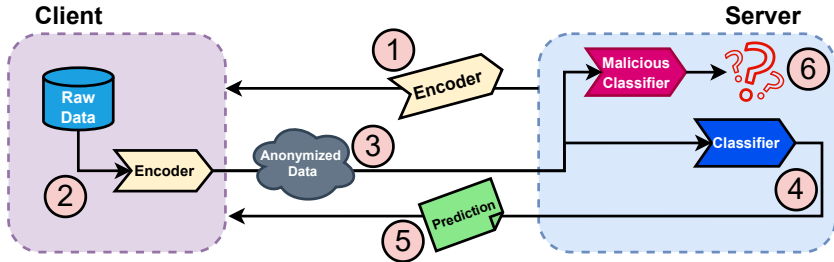 Client
Server
1
Encoder
Malicious
Classifier
???
6
Raw
Data
2
Encoder
Anonymized
Data
3
Classifier
4
Prediction
5